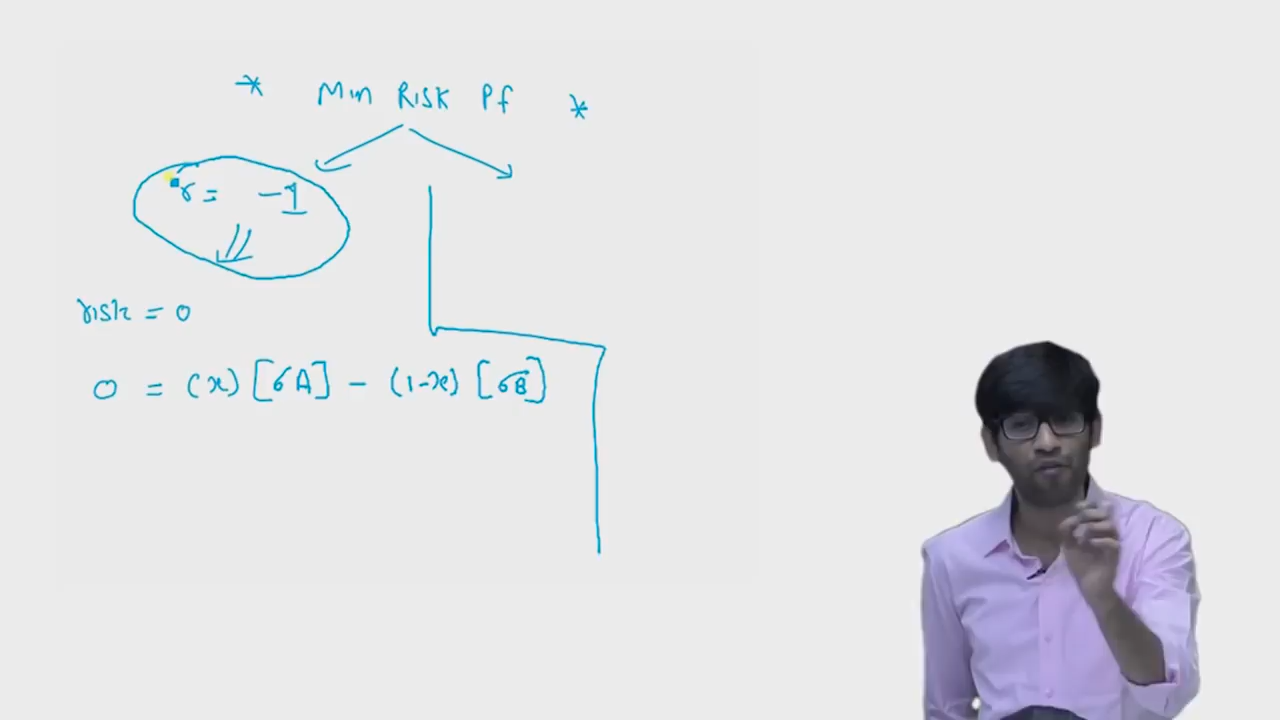 * Min Risk Pf *
r = -1
risk = 0
0 = (x) [σA] - (1-x) [σB]